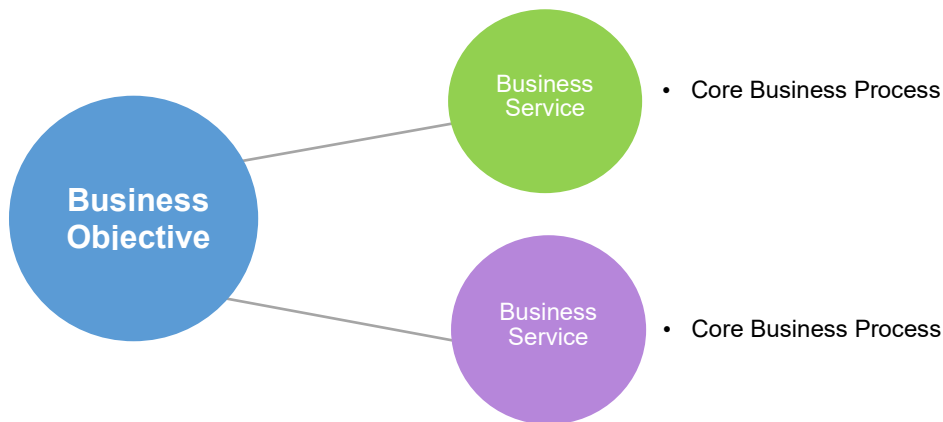 Business
Service
• Core Business Process
Business
Objective
Business
Service
• Core Business Process